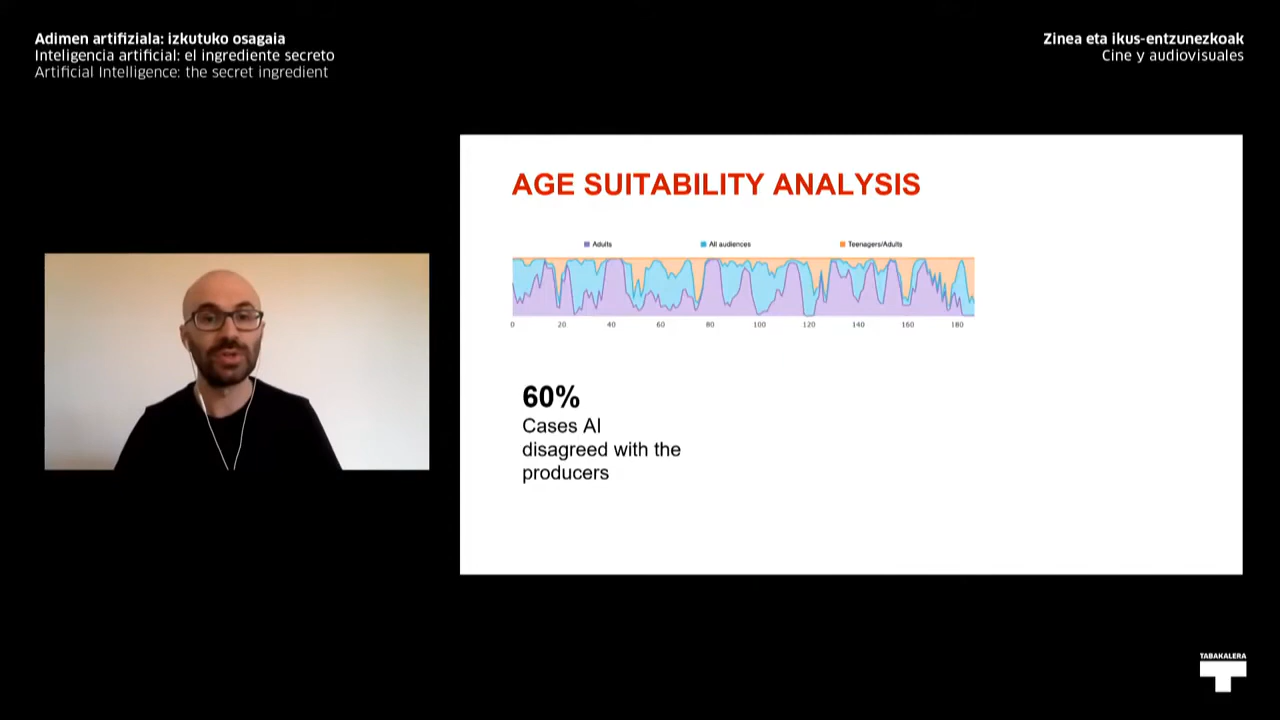 Adimen artifiziala: izkutuko osagaia
Inteligencia artificial: el ingrediente secreto
Artificial Intelligence: the secret ingredient
Zinea eta ikus-entzunezkoak
Cine y audiovisuales
AGE SUITABILITY ANALYSIS
Adults All audiences Teenagers/Adults
0 20 40 60 80 100 120 140 160 180
60%
Cases AI
disagreed with the
producers
TABAKALERA